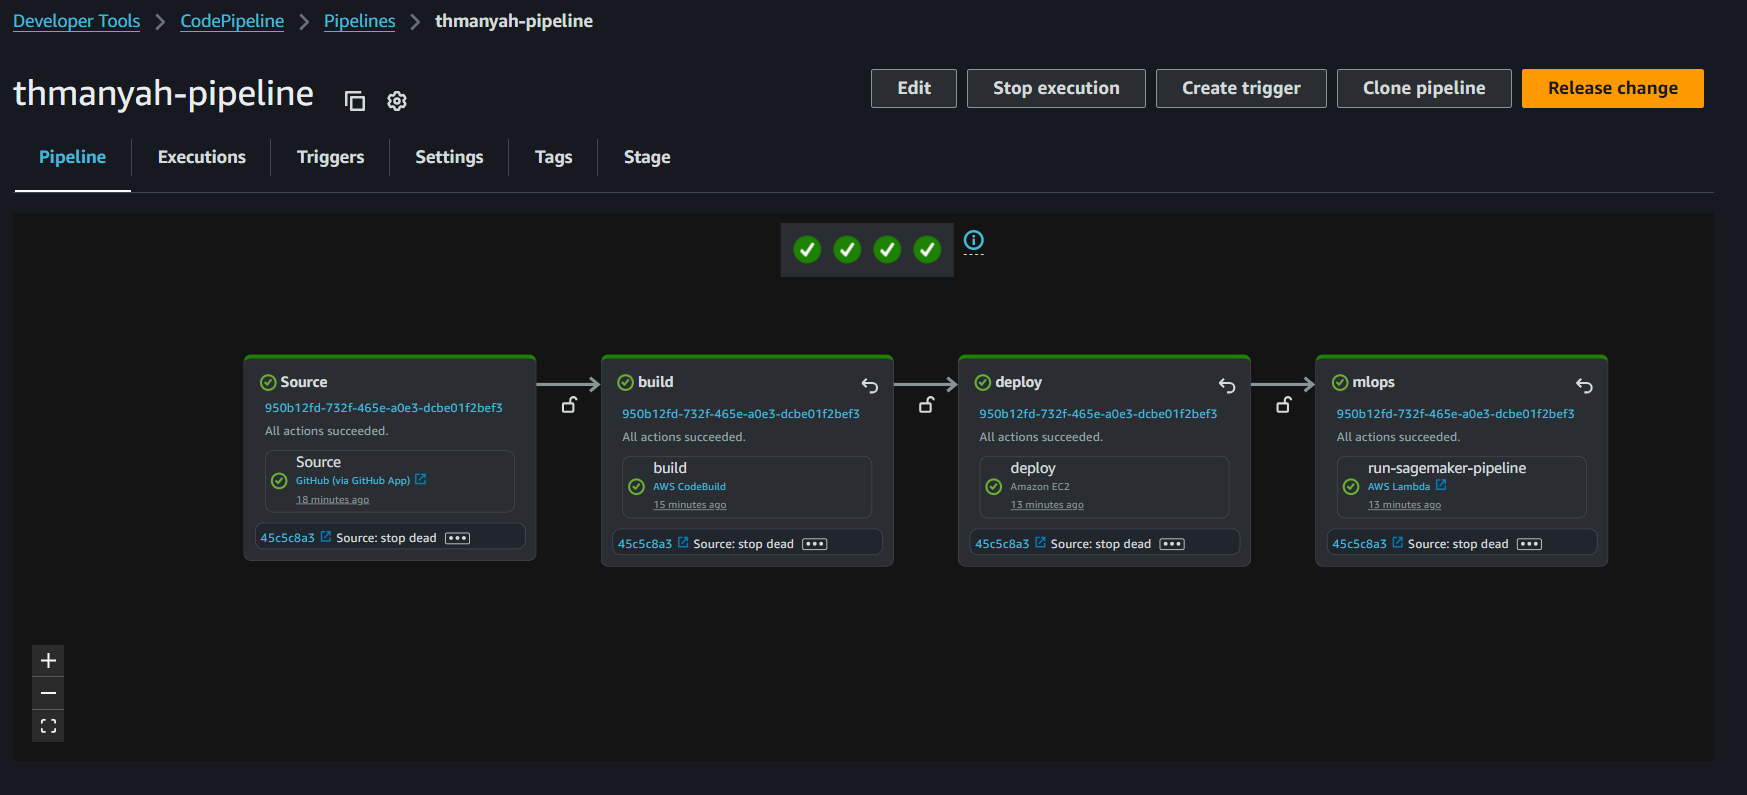 Developer Tools > CodePipeline > Pipelines > thmanyah-pipeline
thmanyah-pipeline
Edit
Stop execution
Create trigger
Clone pipeline
Release change
Pipeline
Executions
Triggers
Settings
Tags
Stage
Source
950b12fd-732f-465e-a0e3-dcbe01f2bef3
All actions succeeded.
Source
GitHub (via GitHub App)
18 minutes ago
45c5c8a3 Source: stop dead
build
950b12fd-732f-465e-a0e3-dcbe01f2bef3
All actions succeeded.
build
AWS CodeBuild
15 minutes ago
45c5c8a3 Source: stop dead
deploy
950b12fd-732f-465e-a0e3-dcbe01f2bef3
All actions succeeded.
deploy
Amazon EC2
13 minutes ago
45c5c8a3 Source: stop dead
mlops
950b12fd-732f-465e-a0e3-dcbe01f2bef3
All actions succeeded.
run-sagemaker-pipeline
AWS Lambda
13 minutes ago
45c5c8a3 Source: stop dead